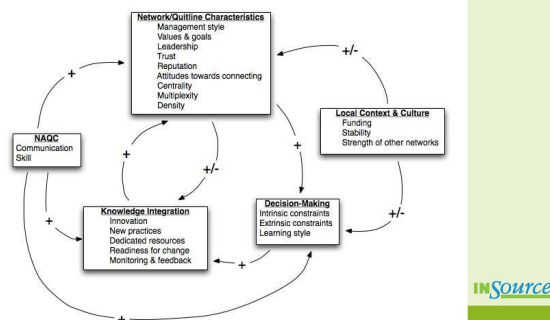 Network/Quitline Characteristics
Management style
Values & goals
Leadership
Trust
Reputation
Attitudes towards connecting
Centrality
Multiplexity
Density
+
+/-
Local Context & Culture
Funding
Stability
Strength of other networks
NAQC
Communication
Skill
+
+/-
+
+/-
+
Knowledge Integration
Innovation
New practices
Dedicated resources
Readiness for change
Monitoring & feedback
Decision-Making
Intrinsic constraints
Extrinsic constraints
Learning style
+
+
INSource